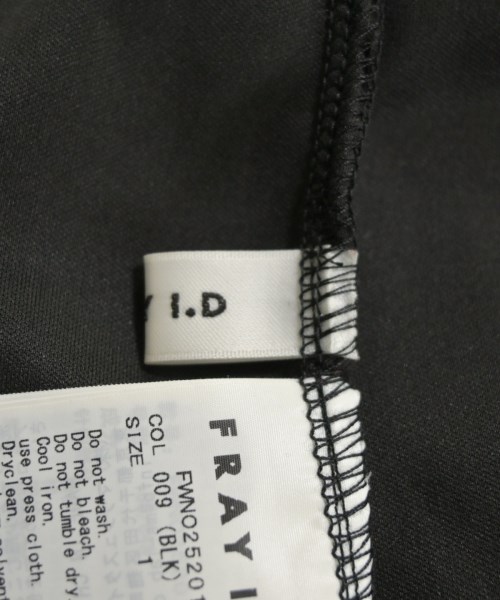 Y I.D
FRAY I
FWNO25201
COL 009 (BLK)
SIZE 1
Do not wash.
Do not bleach.
Do not tumble dry.
Cool iron.
use press cloth.
Dryclean.